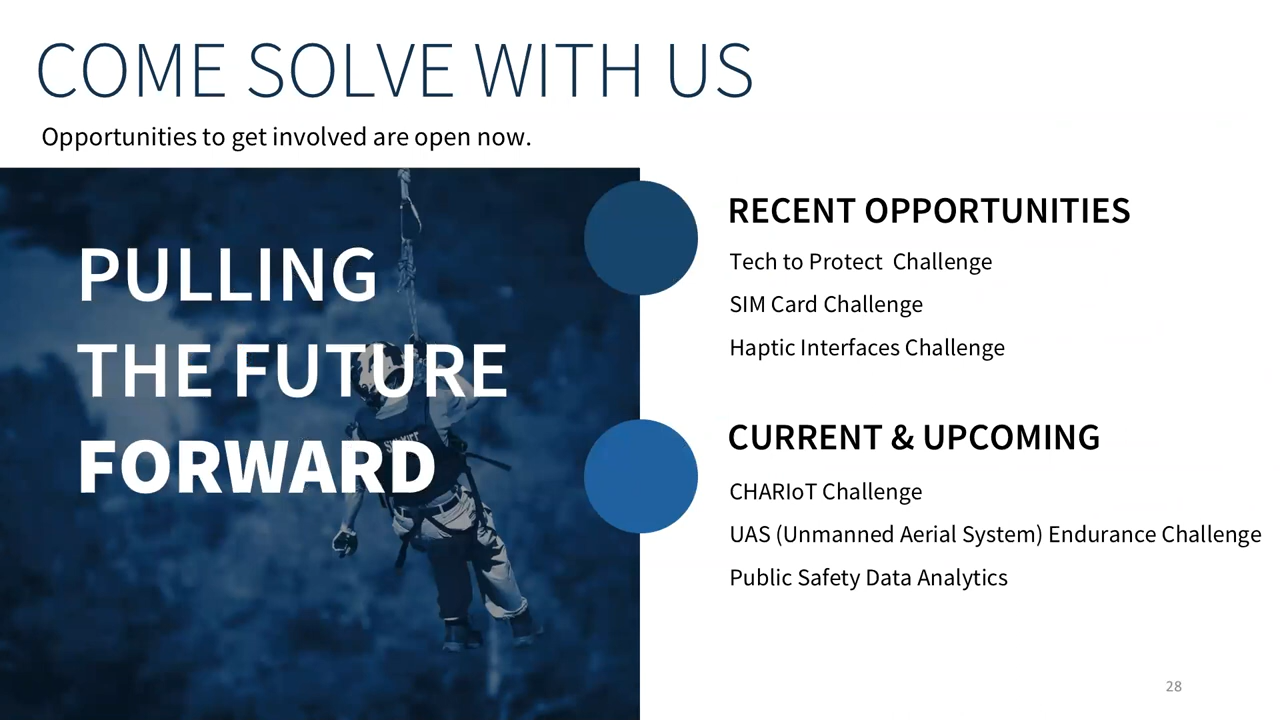 COME SOLVE WITH US
Opportunities to get involved are open now.
PULLING
THE FUTURE
FORWARD
RECENT OPPORTUNITIES
Tech to Protect  Challenge
SIM Card Challenge
Haptic Interfaces Challenge
CURRENT & UPCOMING
CHARIoT Challenge
UAS (Unmanned Aerial System) Endurance Challenge
Public Safety Data Analytics
28